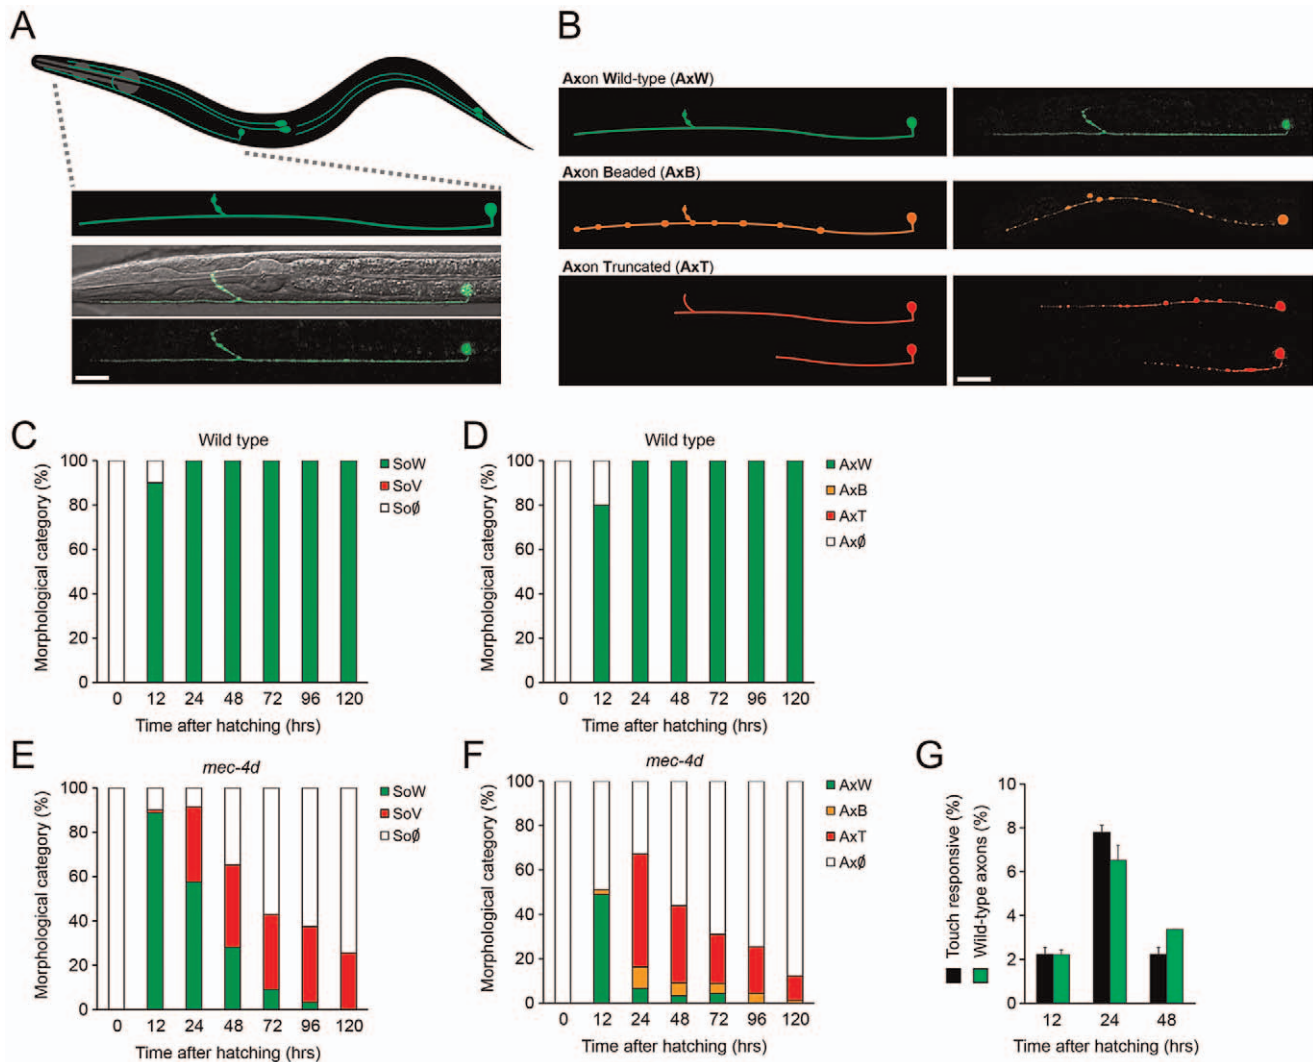 A
B
Axon Wild-type (AxW)
Axon Beaded (AxB)
Axon Truncated (AxT)
C
Wild type
Morphological category (%)
100
80
60
40
20
0
0 12 24 48 72 96 120
Time after hatching (hrs)
SoW
SoV
SoØ
D
Wild type
Morphological category (%)
100
80
60
40
20
0
0 12 24 48 72 96 120
Time after hatching (hrs)
AxW
AxB
AxT
AxØ
E
mec-4d
Morphological category (%)
100
80
60
40
20
0
0 12 24 48 72 96 120
Time after hatching (hrs)
SoW
SoV
SoØ
F
mec-4d
Morphological category (%)
100
80
60
40
20
0
0 12 24 48 72 96 120
Time after hatching (hrs)
AxW
AxB
AxT
AxØ
G
Touch responsive (%)
Wild-type axons (%)
10
8
6
4
2
0
12 24 48
Time after hatching (hrs)